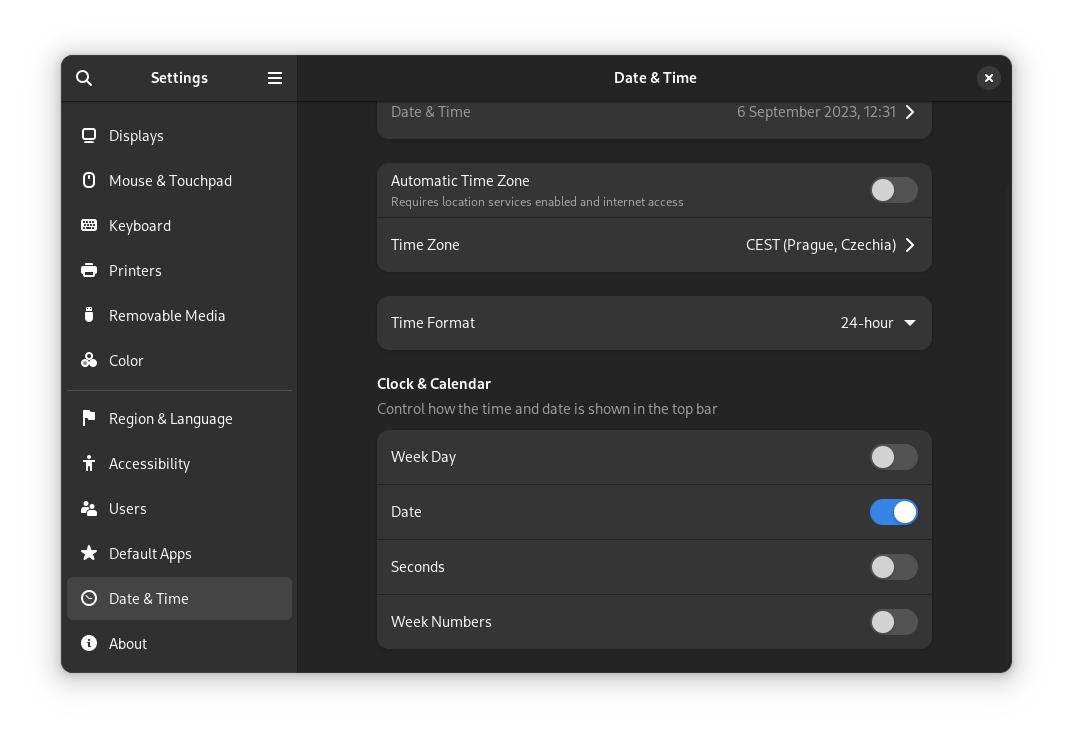 Settings
Displays
Mouse & Touchpad
Keyboard
Printers
Removable Media
Color
Region & Language
Accessibility
Users
Default Apps
Date & Time
About
Date & Time
Date & Time 6 September 2023, 12:31
Automatic Time Zone
Requires location services enabled and internet access
Time Zone CEST (Prague, Czechia)
Time Format 24-hour
Clock & Calendar
Control how the time and date is shown in the top bar
Week Day
Date
Seconds
Week Numbers